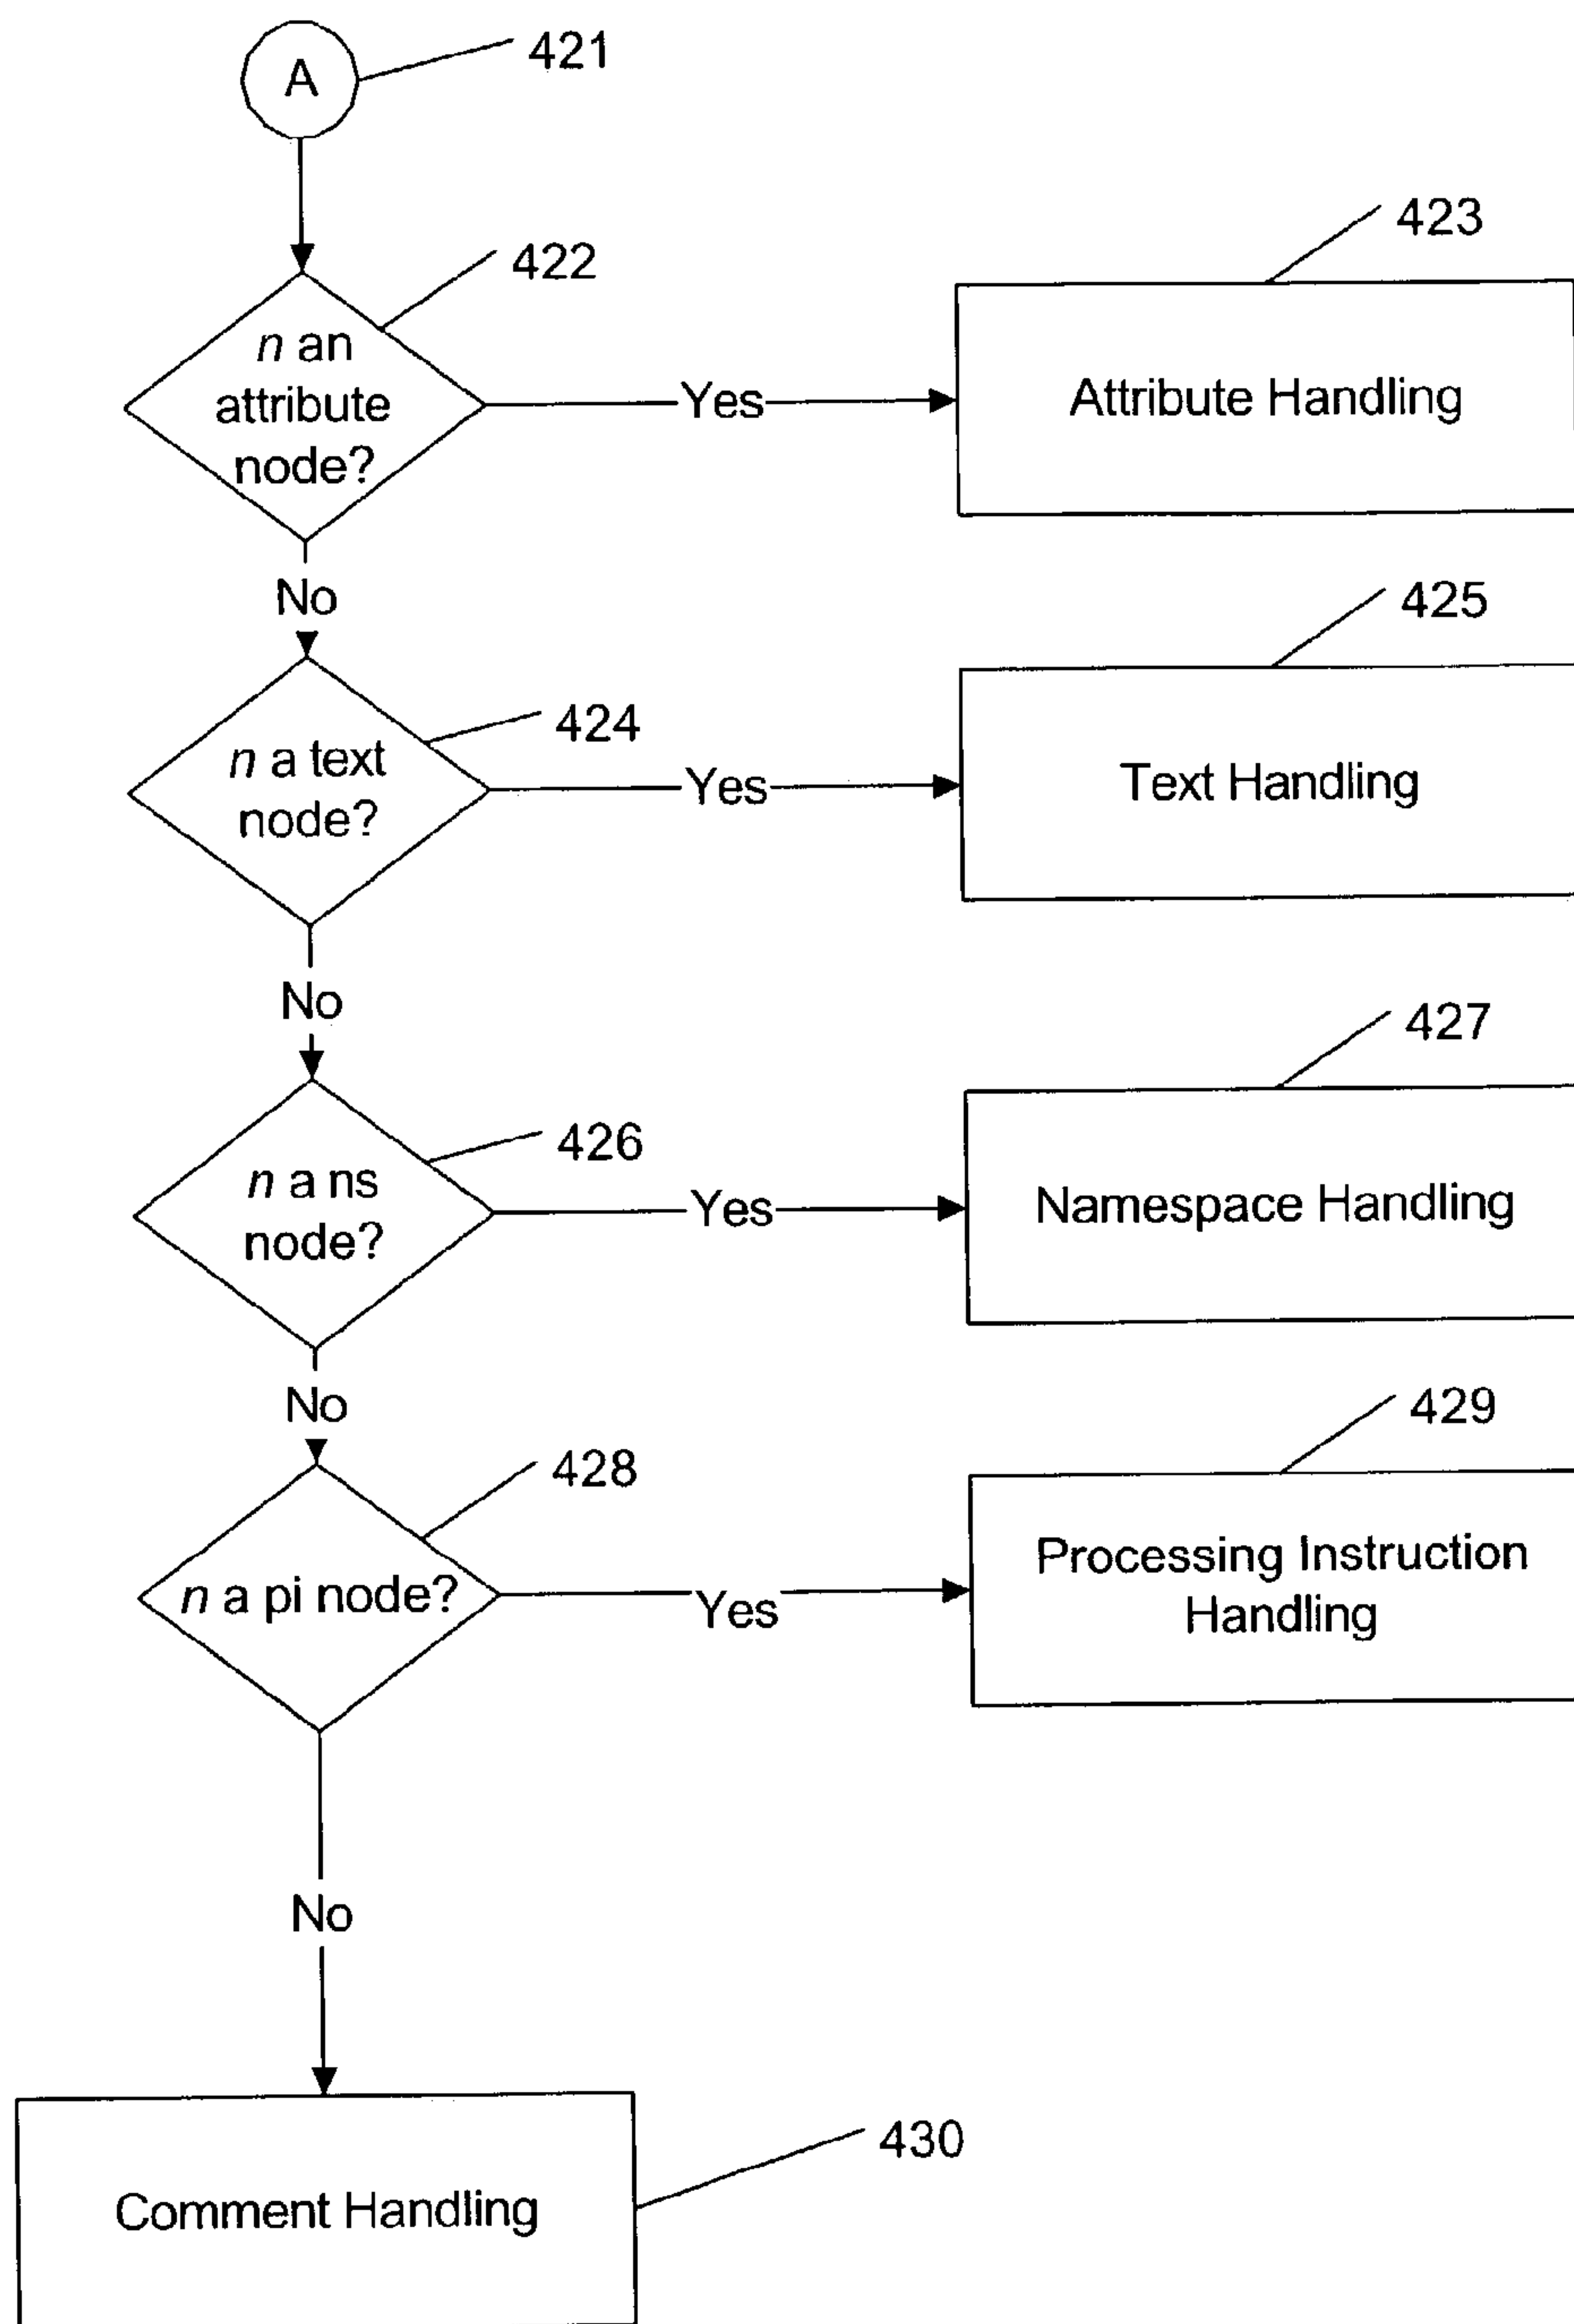 A
421
422
n an
attribute
node?
Yes
423
Attribute Handling
No
424
n a text
node?
Yes
425
Text Handling
No
426
n a ns
node?
Yes
427
Namespace Handling
No
428
n a pi node?
Yes
429
Processing Instruction
Handling
No
430
Comment Handling